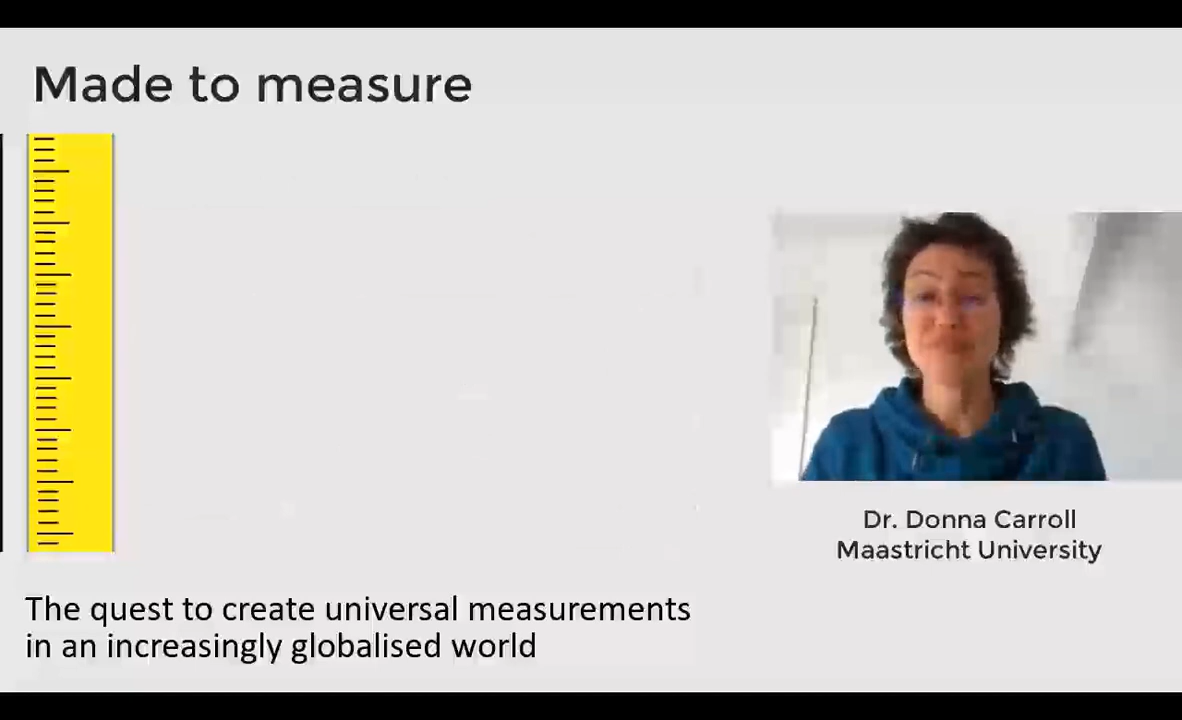 Made to measure
Dr. Donna Carroll
Maastricht University
The quest to create universal measurements
in an increasingly globalised world